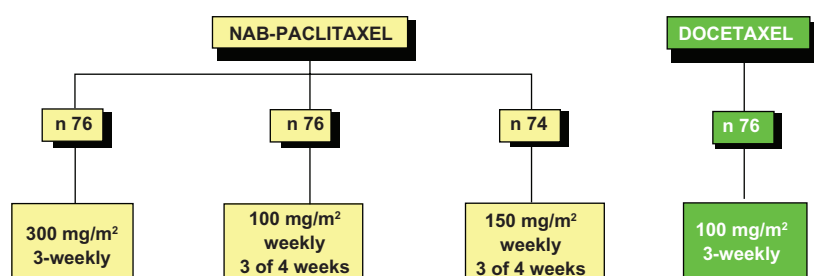 NAB-PACLITAXEL
DOCETAXEL
n 76
n 76
n 74
n 76
300 mg/m²
3-weekly
100 mg/m²
weekly
3 of 4 weeks
150 mg/m²
weekly
3 of 4 weeks
100 mg/m²
3-weekly